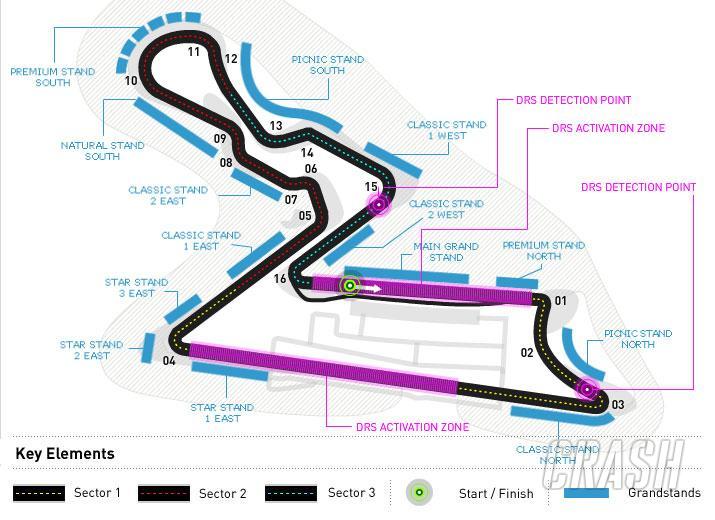 PREMIUM STAND
SOUTH
11
12
10
PICNIC STAND
SOUTH
DRS DETECTION POINT
NATURAL STAND
SOUTH
09
13
14
CLASSIC STAND
1 WEST
DRS ACTIVATION ZONE
08
06
15
DRS DETECTION POINT
CLASSIC STAND
2 EAST
07
05
CLASSIC STAND
2 WEST
CLASSIC STAND
1 EAST
MAIN GRAND
STAND
PREMIUM STAND
NORTH
STAR STAND
3 EAST
16
01
STAR STAND
2 EAST
04
02
PICNIC STAND
NORTH
STAR STAND
1 EAST
03
DRS ACTIVATION ZONE
CLASSIC STAND
NORTH
CRASH
Key Elements
Sector 1
Sector 2
Sector 3
Start / Finish
Grandstands